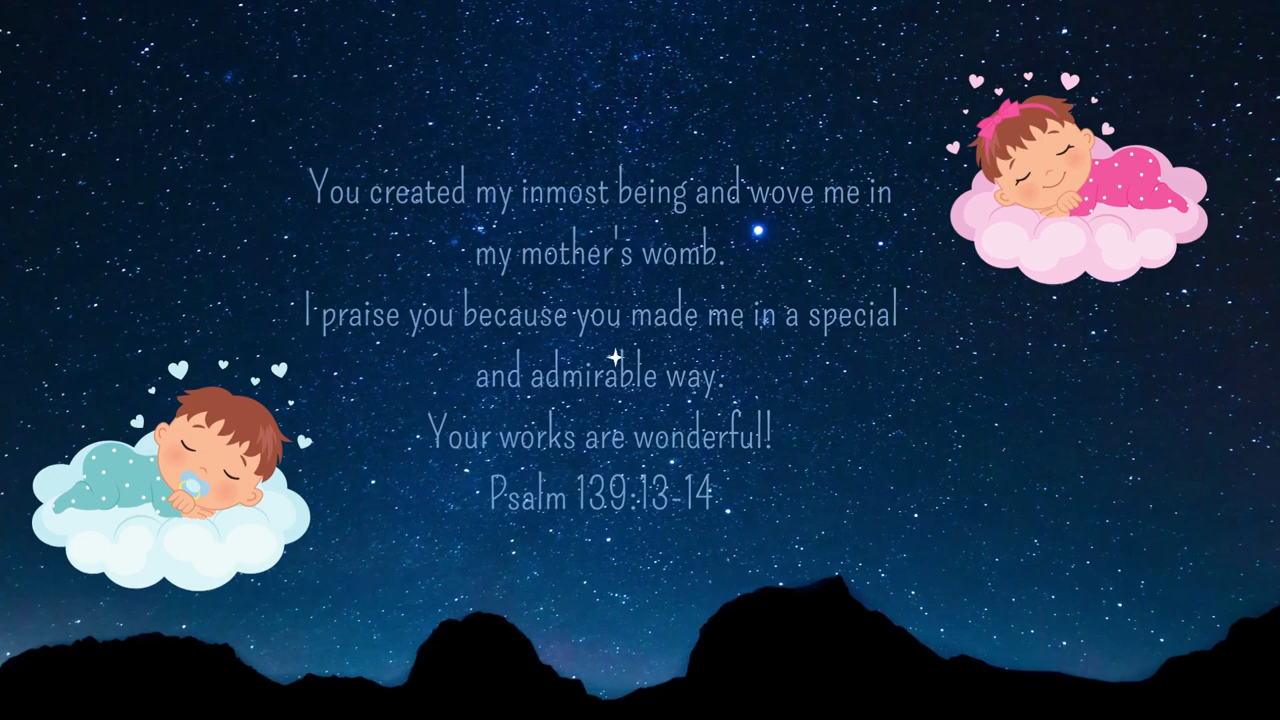 You created my inmost being and wove me in
my mother's womb.
I praise you because you made me in a special
and admirable way.
Your works are wonderful!
Psalm 139:13-14